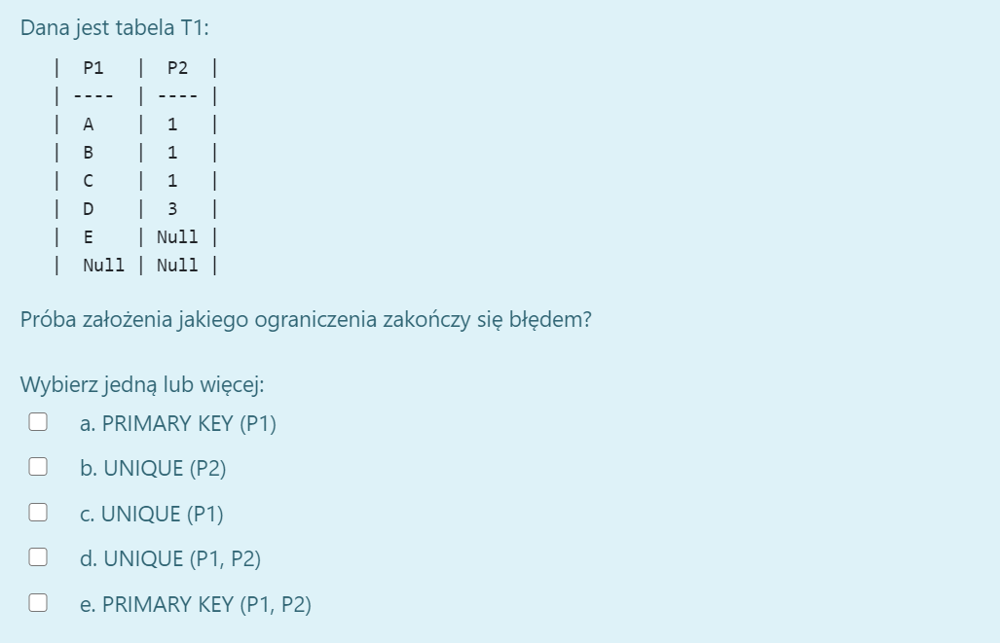 Dana jest tabela T1:
| P1 | P2 |
| ---- | ---- |
| A | 1 |
| B | 1 |
| C | 1 |
| D | 3 |
| E | Null |
| Null | Null |
Próba założenia jakiego ograniczenia zakończy się błędem?
Wybierz jedną lub więcej:
a. PRIMARY KEY (P1)
b. UNIQUE (P2)
c. UNIQUE (P1)
d. UNIQUE (P1, P2)
e. PRIMARY KEY (P1, P2)